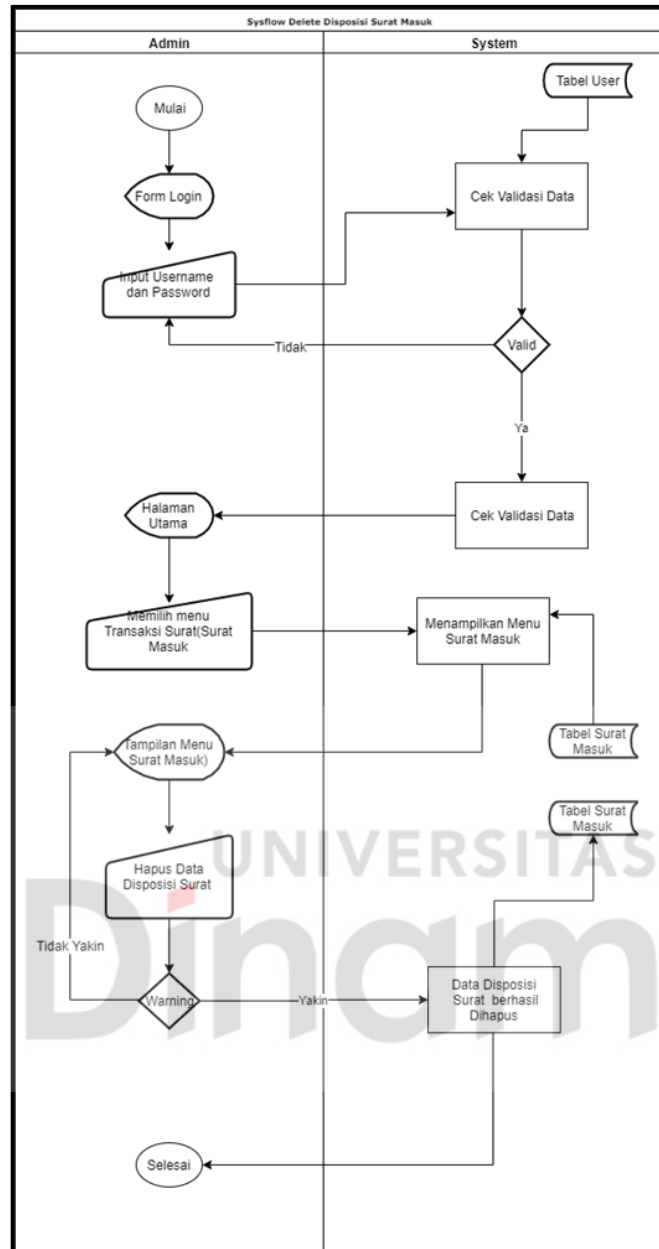 Sysflow Delete Disposisi Surat Masuk
Admin
System
Tabel User
Mulai
Form Login
Cek Validasi Data
Input Username
dan Password
Valid
Tidak
Ya
Halaman
Utama
Cek Validasi Data
Memilih menu
Transaksi Surat(Surat
Masuk
Menampilkan Menu
Surat Masuk
Tampilan Menu
Surat Masuk)
Tabel Surat
Masuk
Tabel Surat
Masuk
UNIVERSITAS
Dinam
Hapus Data
Disposisi Surat
Tidak Yakin
Warning
Yakin
Data Disposisi
Surat berhasil
Dihapus
Selesai